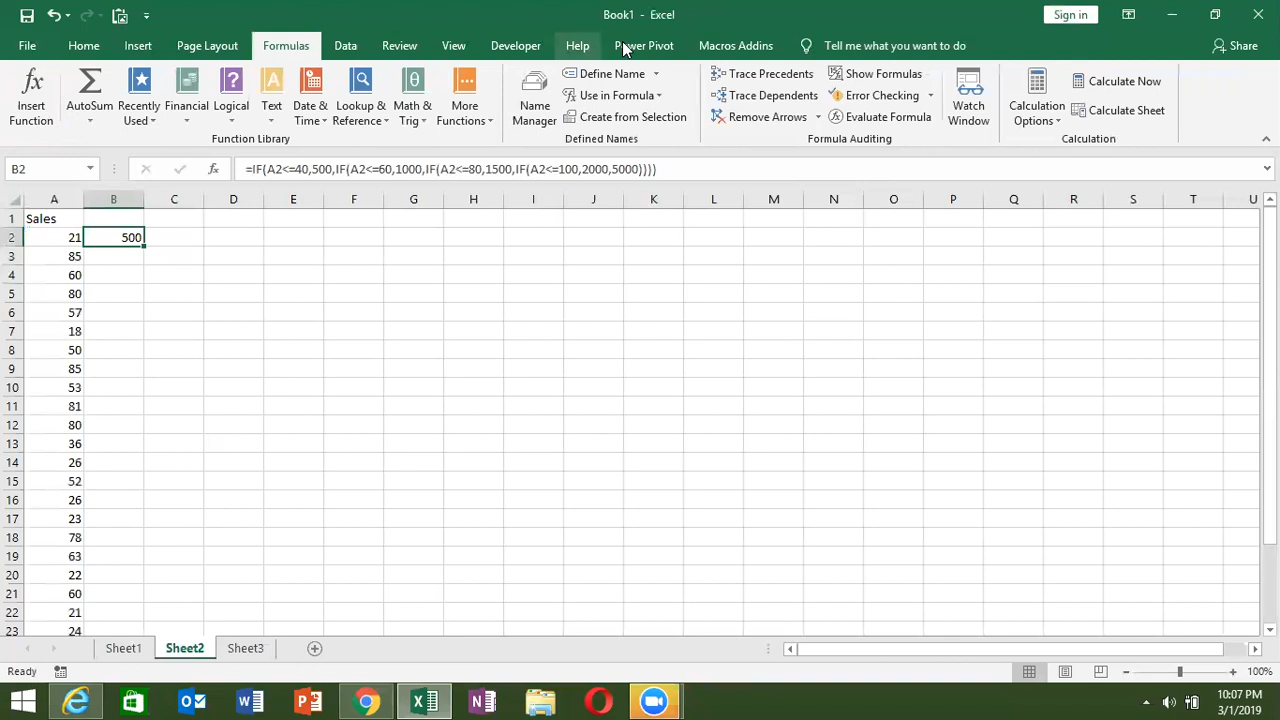 Book1 - Excel
Sign in
File Home Insert Page Layout Formulas Data Review View Developer Help Power Pivot Macros Addins Tell me what you want to do Share
Insert Function
AutoSum
Recently Used
Financial
Logical
Text
Date & Time
Lookup & Reference
Math & Trig
More Functions
Function Library
Name Manager
Define Name
Use in Formula
Create from Selection
Defined Names
Trace Precedents
Trace Dependents
Remove Arrows
Show Formulas
Error Checking
Evaluate Formula
Formula Auditing
Watch Window
Calculation Options
Calculate Now
Calculate Sheet
Calculation
B2 fx =IF(A2<=40,500,IF(A2<=60,1000,IF(A2<=80,1500,IF(A2<=100,2000,5000))))
A B C D E F G H I J K L M N O P Q R S T U
1 Sales
2 21 500
3 85
4 60
5 80
6 57
7 18
8 50
9 85
10 53
11 81
12 80
13 36
14 26
15 52
16 26
17 23
18 78
19 63
20 22
21 60
22 21
23 24
Sheet1 Sheet2 Sheet3
Ready 100%
10:07 PM
3/1/2019